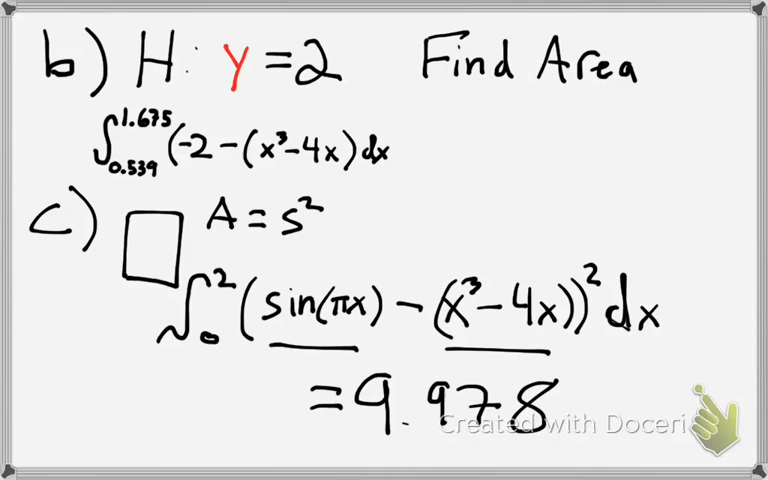 b) H: y = 2 Find Area
∫_{0.539}^{1.675} (-2 - (x³ - 4x) dx
c) A = s²
∫_0^2 (sin(πx) - (x³ - 4x))² dx
= 9.978
Created with Doceri